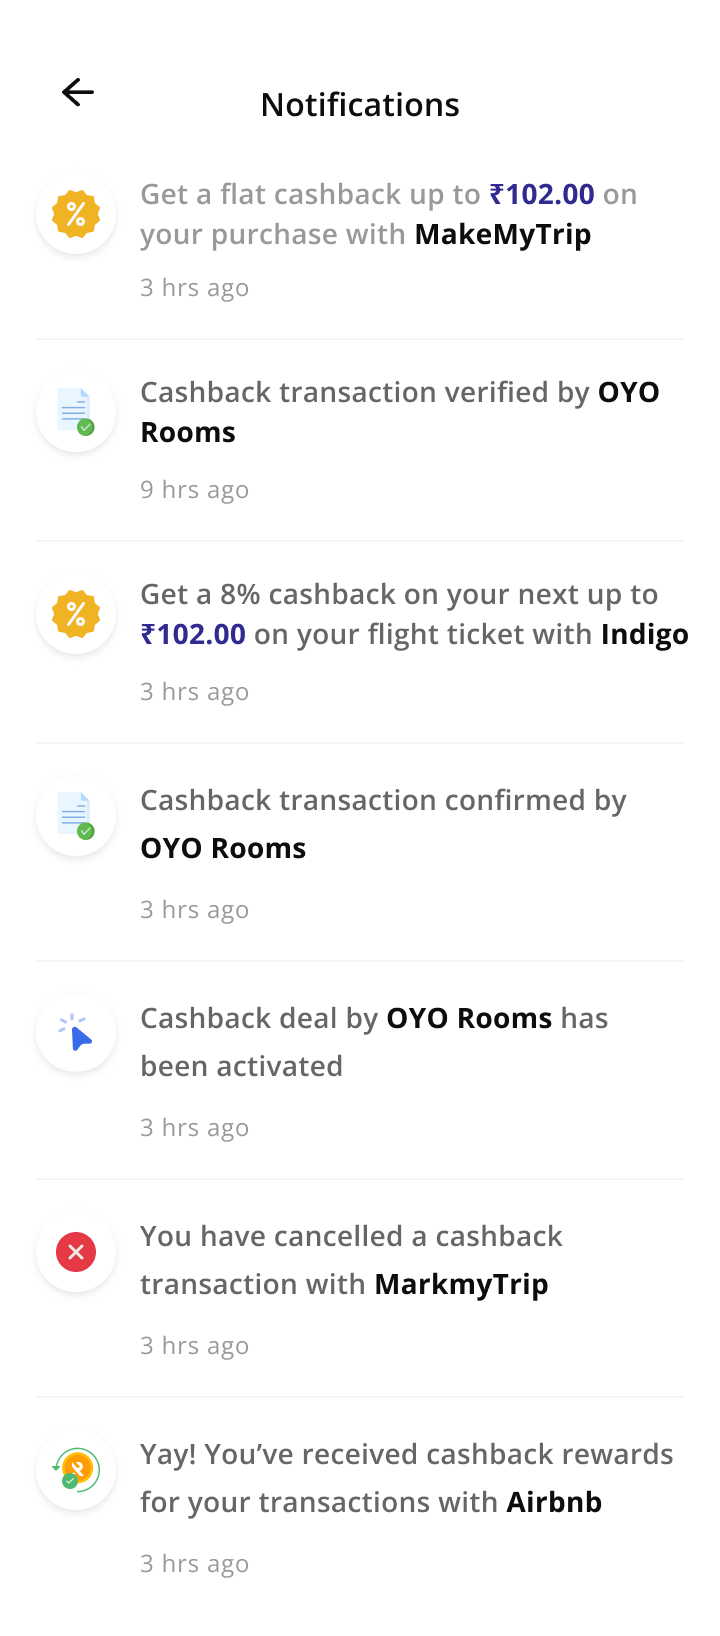 Notifications
Get a flat cashback up to ₹102.00 on
your purchase with MakeMyTrip
3 hrs ago
Cashback transaction verified by OYO
Rooms
9 hrs ago
Get a 8% cashback on your next up to
₹102.00 on your flight ticket with Indigo
3 hrs ago
Cashback transaction confirmed by
OYO Rooms
3 hrs ago
Cashback deal by OYO Rooms has
been activated
3 hrs ago
You have cancelled a cashback
transaction with MarkmyTrip
3 hrs ago
Yay! You’ve received cashback rewards
for your transactions with Airbnb
3 hrs ago